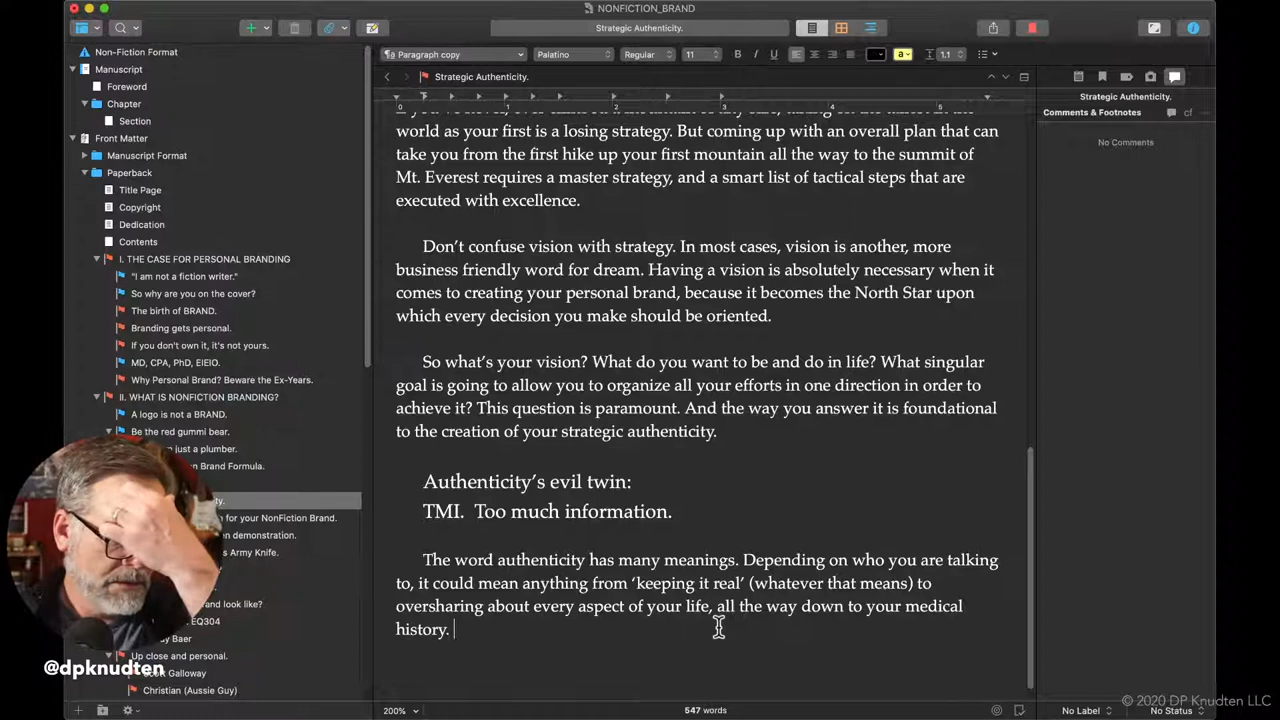 NONFICTION_BRAND
Strategic Authenticity.
Paragraph copy
Palatino
Regular
11
B
I
U
a
1.1
Non-Fiction Format
Manuscript
Foreword
Chapter
Section
Front Matter
Manuscript Format
Paperback
Title Page
Copyright
Dedication
Contents
I. THE CASE FOR PERSONAL BRANDING
"I am not a fiction writer."
So why are you on the cover?
The birth of BRAND.
Branding gets personal.
If you don't own it, it's not yours.
MD, CPA, PhD, EIEIO.
Why Personal Brand? Beware the Ex-Years.
II. WHAT IS NONFICTION BRANDING?
A logo is not a BRAND.
Be the red gummi bear.
just a plumber.
Brand Formula.
for your NonFiction Brand.
demonstration.
Army Knife.
brand look like?
EQ304
Baer
Up close and personal.
Galloway
Christian (Aussie Guy)
Strategic Authenticity.
0 1 2 3 4 5
world as your first is a losing strategy. But coming up with an overall plan that can
take you from the first hike up your first mountain all the way to the summit of
Mt. Everest requires a master strategy, and a smart list of tactical steps that are
executed with excellence.
Don't confuse vision with strategy. In most cases, vision is another, more
business friendly word for dream. Having a vision is absolutely necessary when it
comes to creating your personal brand, because it becomes the North Star upon
which every decision you make should be oriented.
So what's your vision? What do you want to be and do in life? What singular
goal is going to allow you to organize all your efforts in one direction in order to
achieve it? This question is paramount. And the way you answer it is foundational
to the creation of your strategic authenticity.
Authenticity's evil twin:
TMI. Too much information.
The word authenticity has many meanings. Depending on who you are talking
to, it could mean anything from 'keeping it real' (whatever that means) to
oversharing about every aspect of your life, all the way down to your medical
history.
Strategic Authenticity.
Comments & Footnotes
cf
No Comments
@dpknudten
200%
547 words
No Label
No Status
© 2020 DP Knudten LLC